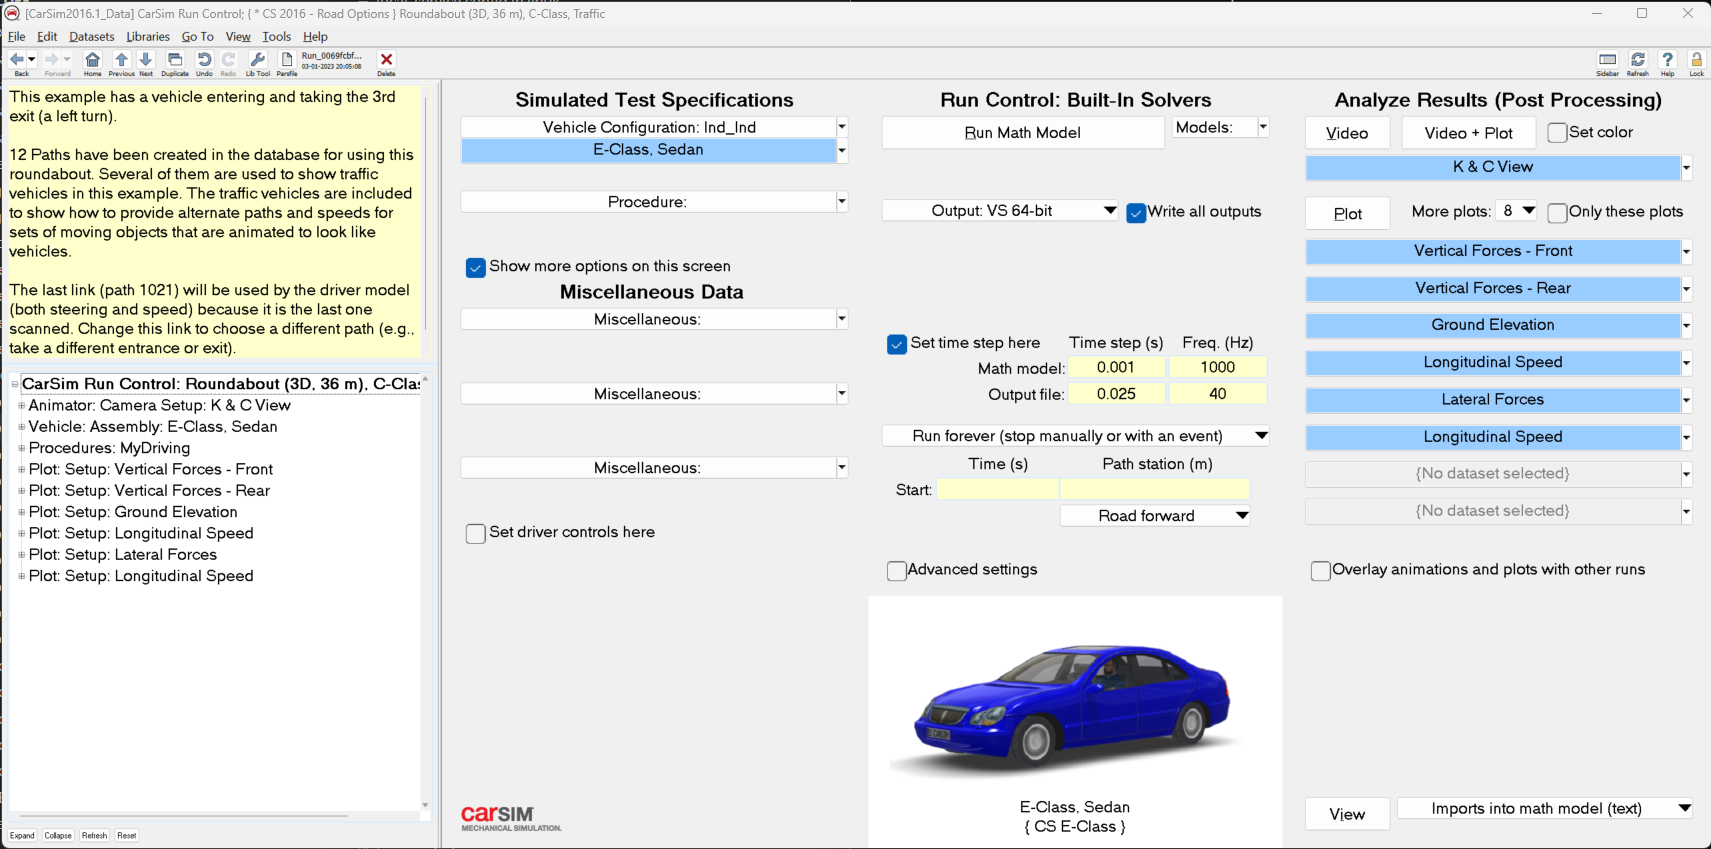 [CarSim2016.1_Data] CarSim Run Control; { * CS 2016 - Road Options } Roundabout (3D, 36 m), C-Class, Traffic
File Edit Datasets Libraries Go To View Tools Help
Back Forward Home Previous Next Duplicate Undo Redo Lib Tool Parsfile Run_0069fcbf... 03-01-2023 20:05:08 Delete Sidebar Refresh Help Lock
This example has a vehicle entering and taking the 3rd
exit (a left turn).
12 Paths have been created in the database for using this
roundabout. Several of them are used to show traffic
vehicles in this example. The traffic vehicles are included
to show how to provide alternate paths and speeds for
sets of moving objects that are animated to look like
vehicles.
The last link (path 1021) will be used by the driver model
(both steering and speed) because it is the last one
scanned. Change this link to choose a different path (e.g.,
take a different entrance or exit).
CarSim Run Control: Roundabout (3D, 36 m), C-Clas
Animator: Camera Setup: K & C View
Vehicle: Assembly: E-Class, Sedan
Procedures: MyDriving
Plot: Setup: Vertical Forces - Front
Plot: Setup: Vertical Forces - Rear
Plot: Setup: Ground Elevation
Plot: Setup: Longitudinal Speed
Plot: Setup: Lateral Forces
Plot: Setup: Longitudinal Speed
Expand Collapse Refresh Reset
Simulated Test Specifications
Vehicle Configuration: Ind_Ind
E-Class, Sedan
Procedure:
Show more options on this screen
Miscellaneous Data
Miscellaneous:
Miscellaneous:
Miscellaneous:
Set driver controls here
carSIM
MECHANICAL SIMULATION.
Run Control: Built-In Solvers
Run Math Model Models:
Output: VS 64-bit Write all outputs
Set time step here Time step (s) Freq. (Hz)
Math model: 0.001 1000
Output file: 0.025 40
Run forever (stop manually or with an event)
Time (s) Path station (m)
Start:
Road forward
Advanced settings
E-Class, Sedan
{ CS E-Class }
Analyze Results (Post Processing)
Video Video + Plot Set color
K & C View
Plot More plots: 8 Only these plots
Vertical Forces - Front
Vertical Forces - Rear
Ground Elevation
Longitudinal Speed
Lateral Forces
Longitudinal Speed
{No dataset selected}
{No dataset selected}
Overlay animations and plots with other runs
View Imports into math model (text)